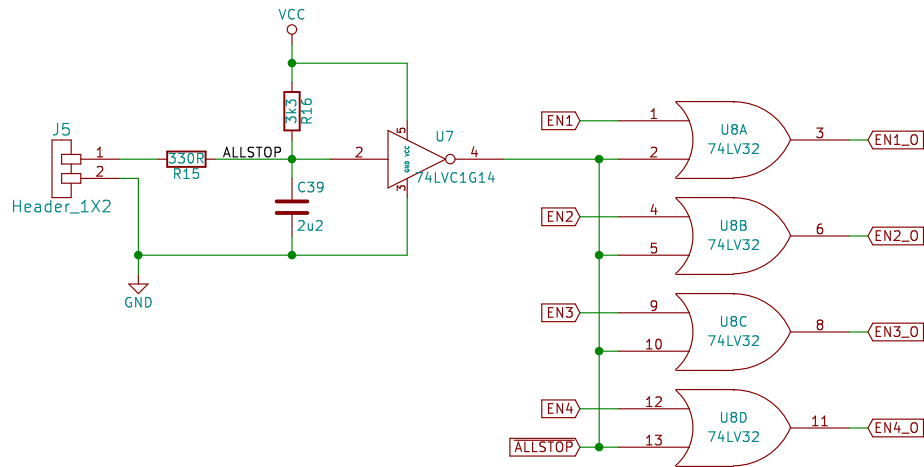 VCC
3k3
R16
J5
1
2
Header_1X2
330R
R15
ALLSTOP
C39
2u2
GND
2
5
GND VCC
3
U7
4
74LVC1G14
EN1
1
2
U8A
74LV32
3
EN1_O
EN2
4
5
U8B
74LV32
6
EN2_O
EN3
9
10
U8C
74LV32
8
EN3_O
EN4
12
ALLSTOP
13
U8D
74LV32
11
EN4_O